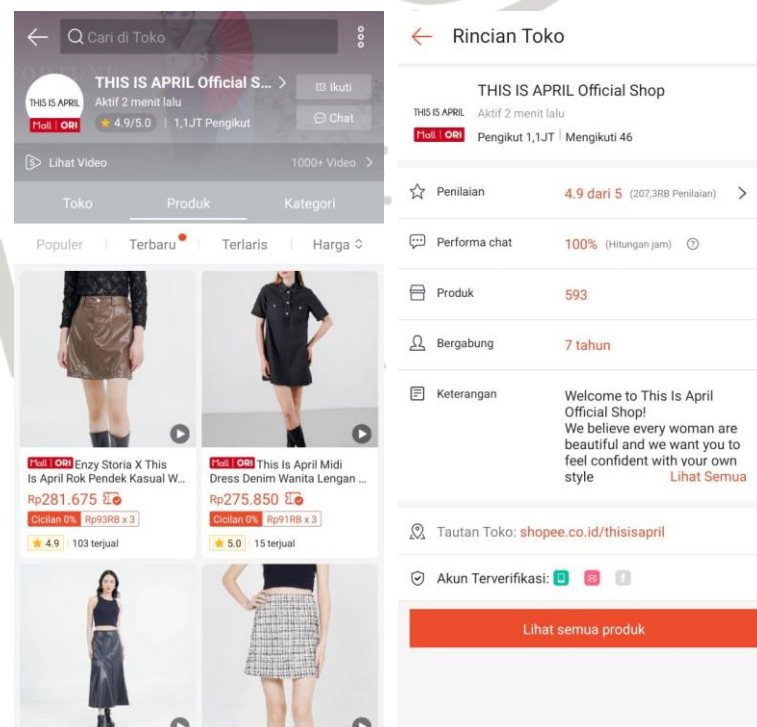 Cari di Toko
THIS IS APRIL Official S...
THIS IS APRIL
Mall | ORI
Aktif 2 menit lalu
4.9/5.0 | 1,1JT Pengikut
Ikuti
Chat
Lihat Video
1000+ Video
Toko
Produk
Kategori
Populer
Terbaru
Terlaris
Harga
Mall | ORI Enzy Storia X This
Is April Rok Pendek Kasual W...
Rp281.675
Cicilan 0% Rp93RB x 3
4.9 103 terjual
Mall | ORI This Is April Midi
Dress Denim Wanita Lengan ...
Rp275.850
Cicilan 0% Rp91RB x 3
5.0 15 terjual
Rincian Toko
THIS IS APRIL Official Shop
THIS IS APRIL
Mall | ORI
Aktif 2 menit lalu
Pengikut 1,1JT | Mengikuti 46
Penilaian
4.9 dari 5 (207,3RB Penilaian)
Performa chat
100% (Hitungan jam)
Produk
593
Bergabung
7 tahun
Keterangan
Welcome to This Is April
Official Shop!
We believe every woman are
beautiful and we want you to
feel confident with your own
style Lihat Semua
Tautan Toko: shopee.co.id/thisisapril
Akun Terverifikasi:
Lihat semua produk